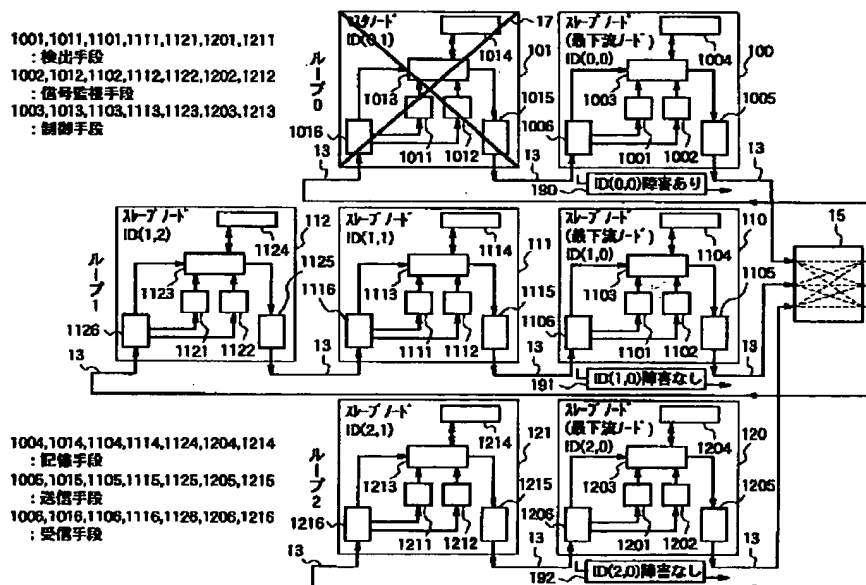 1001,1011,1101,1111,1121,1201,1211
:検出手段
1002,1012,1102,1112,1122,1202,1212
:信号監視手段
1003,1013,1103,1113,1123,1203,1213
:制御手段
ループ0
マスタノード
ID(0,1)
17
1014
101
1013
1015
1016
1011
1012
13
スレーブノード
(最下流ノード)
ID(0,0)
1004
100
1003
1005
1006
1001
1002
13
13
190
ID(0,0)障害あり
ループ1
スレーブノード
ID(1,2)
1124
112
1123
1125
1126
1121
1122
13
13
スレーブノード
ID(1,1)
1114
111
1113
1115
1116
1111
1112
13
スレーブノード
(最下流ノード)
ID(1,0)
1104
110
1103
1105
1106
1101
1102
13
191
ID(1,0)障害なし
15
1004,1014,1104,1114,1124,1204,1214
:記憶手段
1005,1015,1105,1115,1125,1205,1215
:送信手段
1006,1016,1106,1116,1126,1206,1216
:受信手段
ループ2
スレーブノード
ID(2,1)
1214
121
1213
1215
1216
1211
1212
13
13
スレーブノード
(最下流ノード)
ID(2,0)
1204
120
1203
1205
1206
1201
1202
13
192
ID(2,0)障害なし